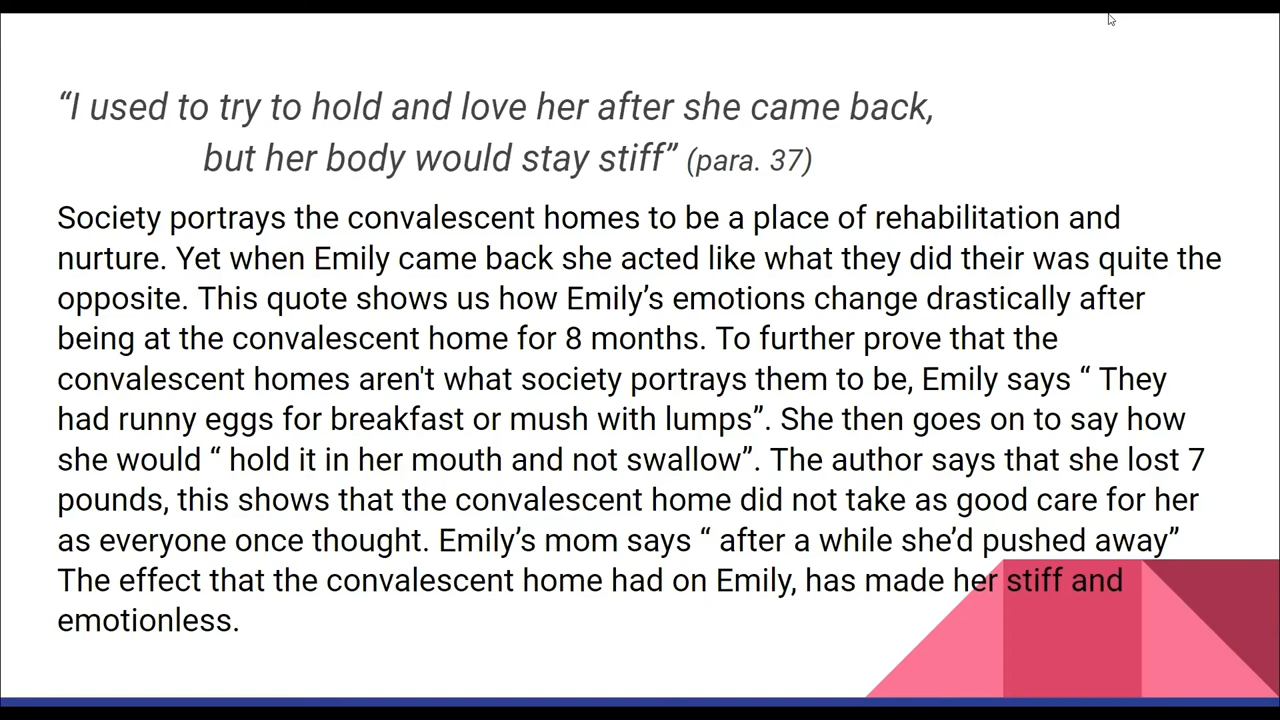 “I used to try to hold and love her after she came back,
but her body would stay stiff” (para. 37)
Society portrays the convalescent homes to be a place of rehabilitation and
nurture. Yet when Emily came back she acted like what they did their was quite the
opposite. This quote shows us how Emily’s emotions change drastically after
being at the convalescent home for 8 months. To further prove that the
convalescent homes aren't what society portrays them to be, Emily says “ They
had runny eggs for breakfast or mush with lumps”. She then goes on to say how
she would “ hold it in her mouth and not swallow”. The author says that she lost 7
pounds, this shows that the convalescent home did not take as good care for her
as everyone once thought. Emily’s mom says “ after a while she’d pushed away”
The effect that the convalescent home had on Emily, has made her stiff and
emotionless.